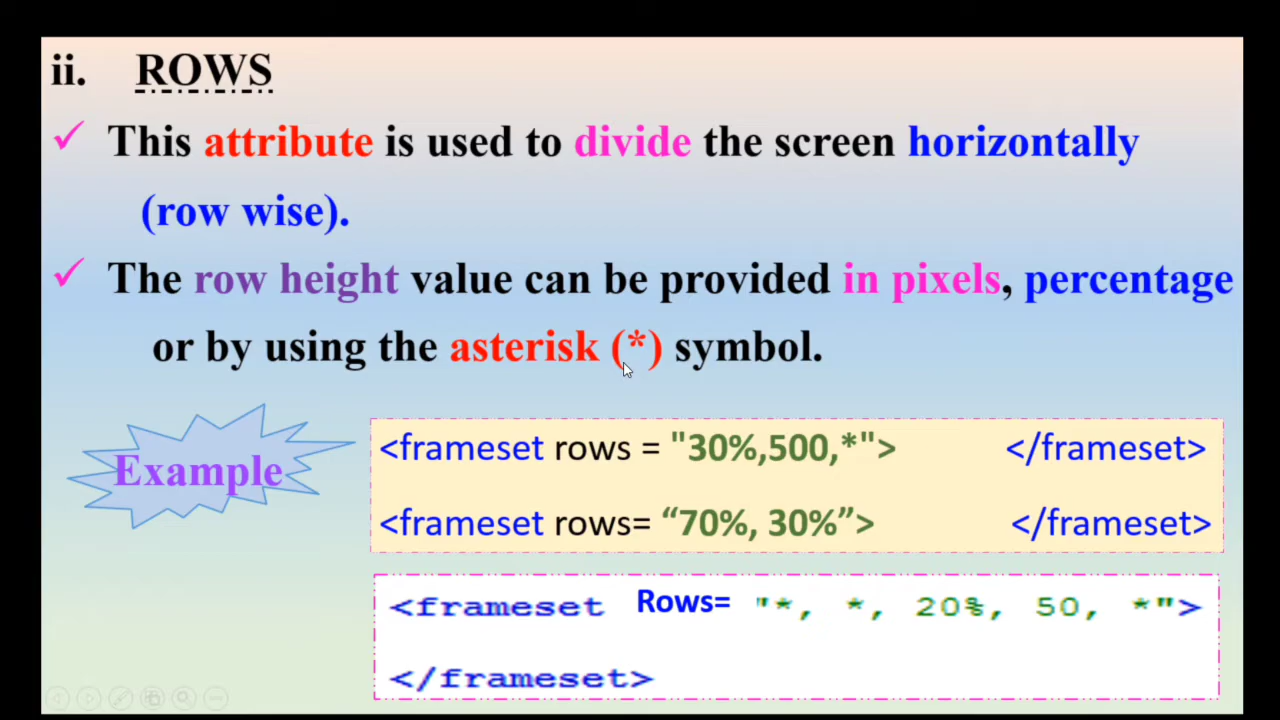 ii. ROWS
✓ This attribute is used to divide the screen horizontally
(row wise).
✓ The row height value can be provided in pixels, percentage
or by using the asterisk (*) symbol.
Example
<frameset rows = "30%,500,*"> </frameset>
<frameset rows= “70%, 30%”> </frameset>
<frameset Rows= "*, *, 20%, 50, *">
</frameset>